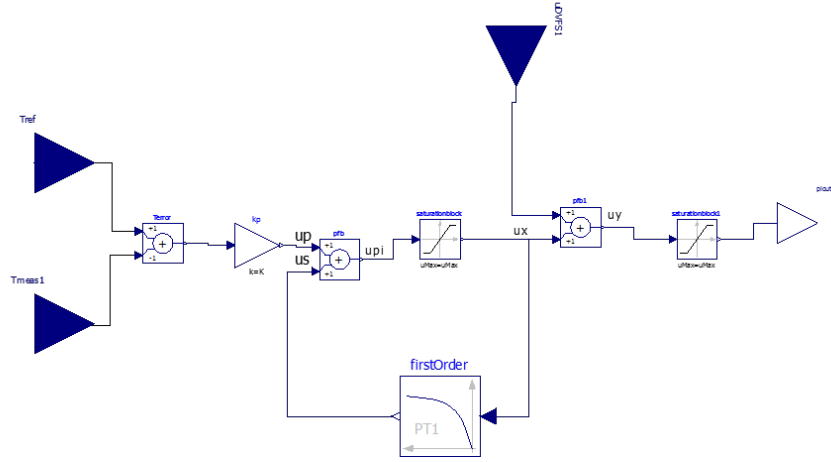 uDVFS1
Tref
Tmeas1
Terror
+1
-1
kp
k=K
up
us
pfb
+1
+1
upi
saturationblock
uMax=uMax
ux
pfb1
+1
+1
uy
saturationblock1
uMax=uMax
piout
firstOrder
PT1